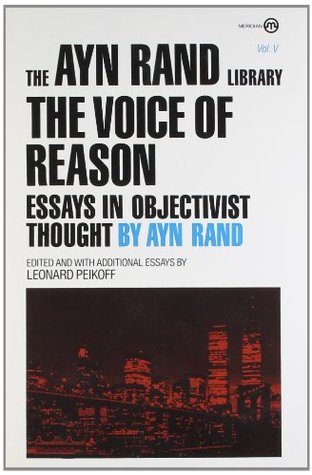 MERIDIAN
Vol. V
THE AYN RAND LIBRARY
THE VOICE OF
REASON
ESSAYS IN OBJECTIVIST
THOUGHT BY AYN RAND
EDITED AND WITH ADDITIONAL ESSAYS BY
LEONARD PEIKOFF